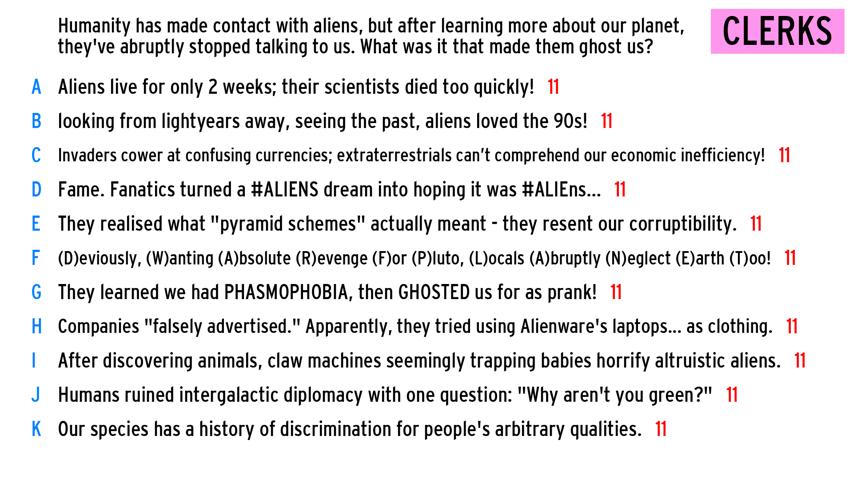 Humanity has made contact with aliens, but after learning more about our planet,
they've abruptly stopped talking to us. What was it that made them ghost us?
CLERKS
A Aliens live for only 2 weeks; their scientists died too quickly! 11
B looking from lightyears away, seeing the past, aliens loved the 90s! 11
C Invaders cower at confusing currencies; extraterrestrials can't comprehend our economic inefficiency! 11
D Fame. Fanatics turned a #ALIENS dream into hoping it was #ALIEns... 11
E They realised what "pyramid schemes" actually meant - they resent our corruptibility. 11
F (D)eviously, (W)anting (A)bsolute (R)evenge (F)or (P)luto, (L)ocals (A)bruptly (N)eglect (E)arth (T)oo! 11
G They learned we had PHASMOPHOBIA, then GHOSTED us for as prank! 11
H Companies "falsely advertised." Apparently, they tried using Alienware's laptops... as clothing. 11
I After discovering animals, claw machines seemingly trapping babies horrify altruistic aliens. 11
J Humans ruined intergalactic diplomacy with one question: "Why aren't you green?" 11
K Our species has a history of discrimination for people's arbitrary qualities. 11